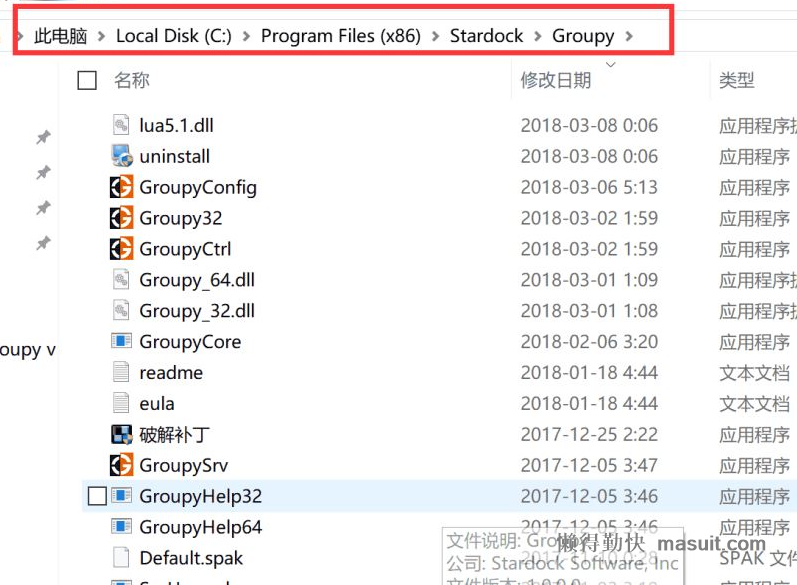 此电脑 > Local Disk (C:) > Program Files (x86) > Stardock > Groupy >
名称 修改日期 类型
lua5.1.dll 2018-03-08 0:06 应用程序扩
uninstall 2018-03-08 0:06 应用程序
GroupyConfig 2018-03-06 5:13 应用程序
Groupy32 2018-03-02 1:59 应用程序
GroupyCtrl 2018-03-02 1:59 应用程序
Groupy_64.dll 2018-03-01 1:09 应用程序扩
Groupy_32.dll 2018-03-01 1:08 应用程序扩
oupy v GroupyCore 2018-02-06 3:20 应用程序
readme 2018-01-18 4:44 文本文档
eula 2018-01-18 4:44 文本文档
破解补丁 2017-12-25 2:22 应用程序
GroupySrv 2017-12-05 3:47 应用程序
GroupyHelp32 2017-12-05 3:46 应用程序
GroupyHelp64 2017-12-05 3:46 应用程序
文件说明: Gro
懒得勤快 masuit.com
Default.spak SPAK 文件
公司: Stardock Software, Inc